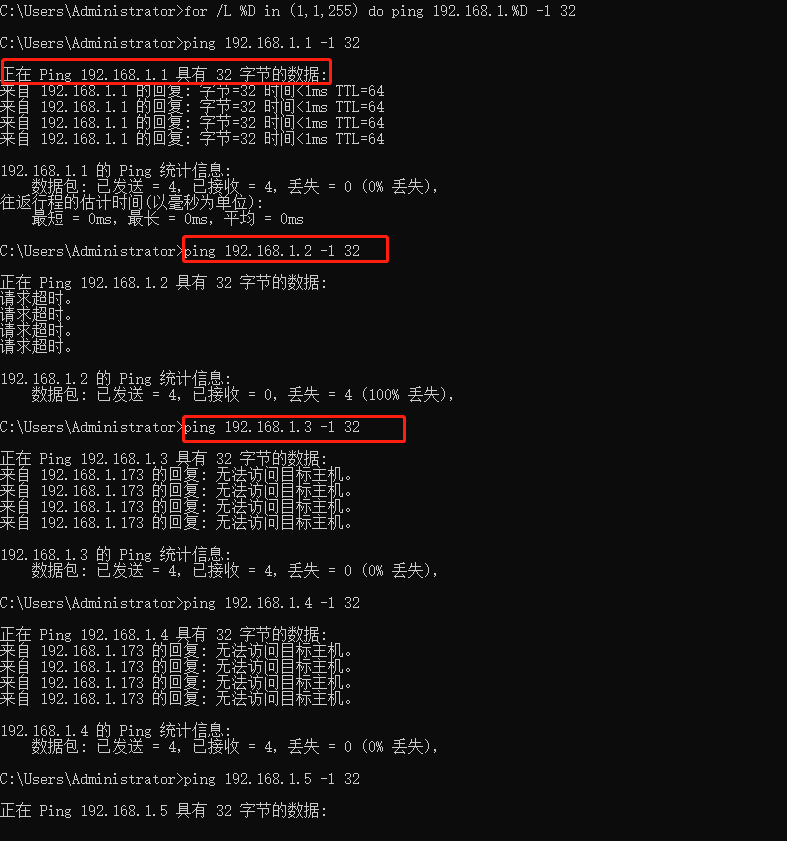 C:\Users\Administrator>for /L %D in (1,1,255) do ping 192.168.1.%D -l 32
C:\Users\Administrator>ping 192.168.1.1 -l 32
正在 Ping 192.168.1.1 具有 32 字节的数据:
来自 192.168.1.1 的回复: 字节=32 时间<1ms TTL=64
来自 192.168.1.1 的回复: 字节=32 时间<1ms TTL=64
来自 192.168.1.1 的回复: 字节=32 时间<1ms TTL=64
来自 192.168.1.1 的回复: 字节=32 时间<1ms TTL=64
192.168.1.1 的 Ping 统计信息:
数据包: 已发送 = 4，已接收 = 4，丢失 = 0 (0% 丢失)，
往返行程的估计时间(以毫秒为单位):
最短 = 0ms，最长 = 0ms，平均 = 0ms
C:\Users\Administrator>ping 192.168.1.2 -l 32
正在 Ping 192.168.1.2 具有 32 字节的数据:
请求超时。
请求超时。
请求超时。
请求超时。
192.168.1.2 的 Ping 统计信息:
数据包: 已发送 = 4，已接收 = 0，丢失 = 4 (100% 丢失)，
C:\Users\Administrator>ping 192.168.1.3 -l 32
正在 Ping 192.168.1.3 具有 32 字节的数据:
来自 192.168.1.173 的回复: 无法访问目标主机。
来自 192.168.1.173 的回复: 无法访问目标主机。
来自 192.168.1.173 的回复: 无法访问目标主机。
来自 192.168.1.173 的回复: 无法访问目标主机。
192.168.1.3 的 Ping 统计信息:
数据包: 已发送 = 4，已接收 = 4，丢失 = 0 (0% 丢失)，
C:\Users\Administrator>ping 192.168.1.4 -l 32
正在 Ping 192.168.1.4 具有 32 字节的数据:
来自 192.168.1.173 的回复: 无法访问目标主机。
来自 192.168.1.173 的回复: 无法访问目标主机。
来自 192.168.1.173 的回复: 无法访问目标主机。
来自 192.168.1.173 的回复: 无法访问目标主机。
192.168.1.4 的 Ping 统计信息:
数据包: 已发送 = 4，已接收 = 4，丢失 = 0 (0% 丢失)，
C:\Users\Administrator>ping 192.168.1.5 -l 32
正在 Ping 192.168.1.5 具有 32 字节的数据: